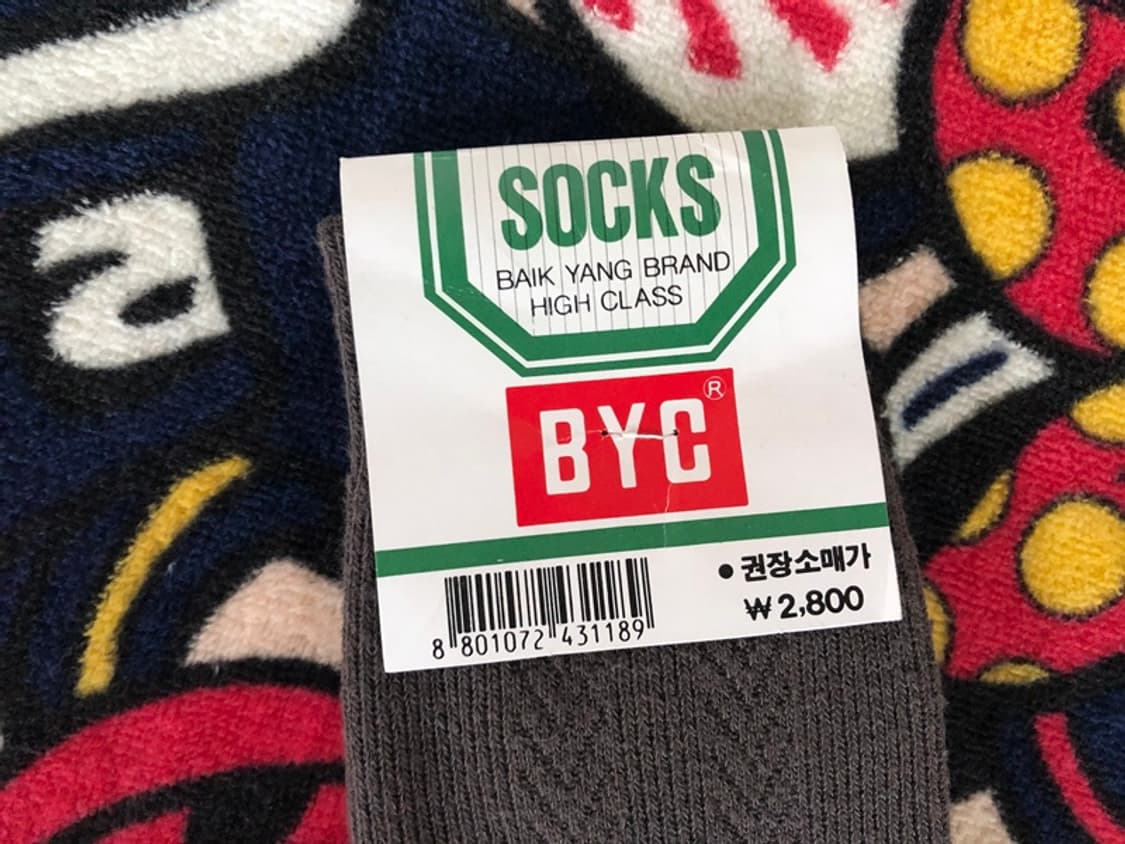 SOCKS
BAIK YANG BRAND
HIGH CLASS
BYC®
● 권장소매가
₩ 2,800
8 801072 431189